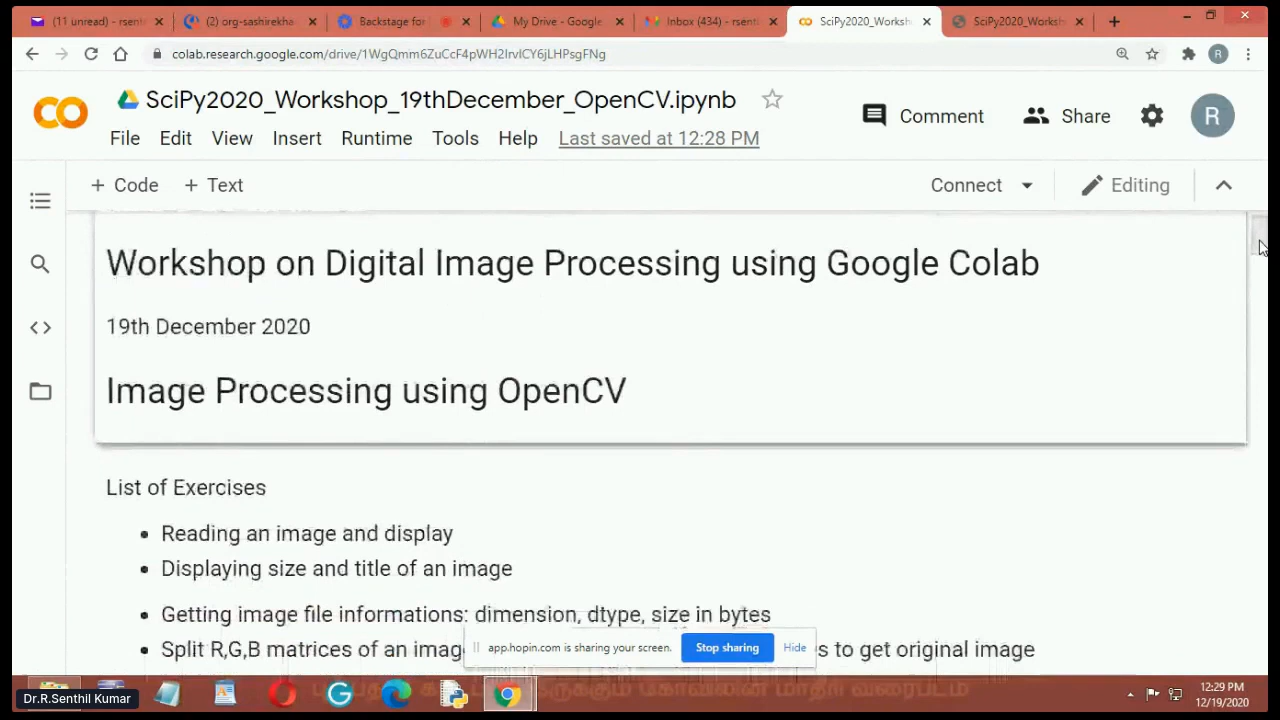 (11 unread) - rsent
(2) org-sashirekha
Backstage for
My Drive - Google
Inbox (434) - rsenti
SciPy2020_Worksh
SciPy2020_Worksh
colab.research.google.com/drive/1WgQmm6ZuCcF4pWH2IrvlCY6jLHPsgFNg
R
CO
SciPy2020_Workshop_19thDecember_OpenCV.ipynb
Comment
Share
R
File Edit View Insert Runtime Tools Help Last saved at 12:28 PM
+ Code + Text
Connect
Editing
Workshop on Digital Image Processing using Google Colab
19th December 2020
Image Processing using OpenCV
List of Exercises
• Reading an image and display
• Displaying size and title of an image
• Getting image file informations: dimension, dtype, size in bytes
• Split R,G,B matrices of an imag
s to get original image
app.hopin.com is sharing your screen.
Stop sharing
Hide
Dr.R.Senthil Kumar
12:29 PM
12/19/2020